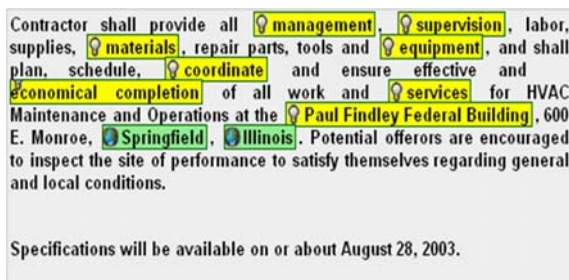 Contractor shall provide all management, supervision, labor,
supplies, materials, repair parts, tools and equipment, and shall
plan, schedule, coordinate and ensure effective and
economical completion of all work and services for HVAC
Maintenance and Operations at the Paul Findley Federal Building, 600
E. Monroe, Springfield, Illinois. Potential offerors are encouraged
to inspect the site of performance to satisfy themselves regarding general
and local conditions.
Specifications will be available on or about August 28, 2003.